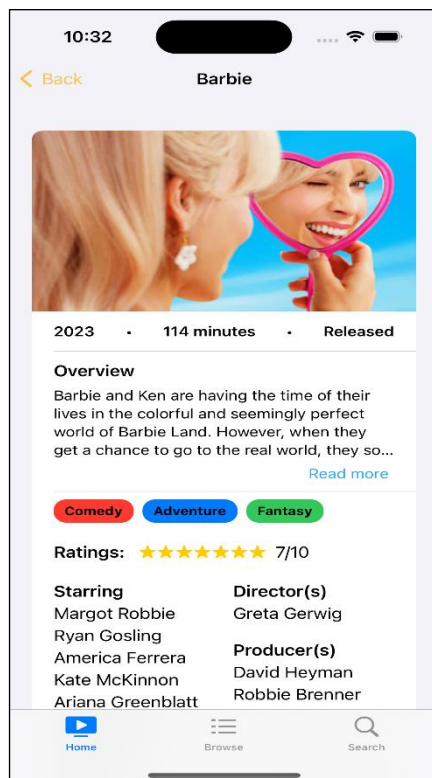 10:32
Back
Barbie
2023 · 114 minutes · Released
Overview
Barbie and Ken are having the time of their
lives in the colorful and seemingly perfect
world of Barbie Land. However, when they
get a chance to go to the real world, they so...
Read more
Comedy Adventure Fantasy
Ratings: 7/10
Starring
Margot Robbie
Ryan Gosling
America Ferrera
Kate McKinnon
Ariana Greenblatt
Director(s)
Greta Gerwig
Producer(s)
David Heyman
Robbie Brenner
Home Browse Search